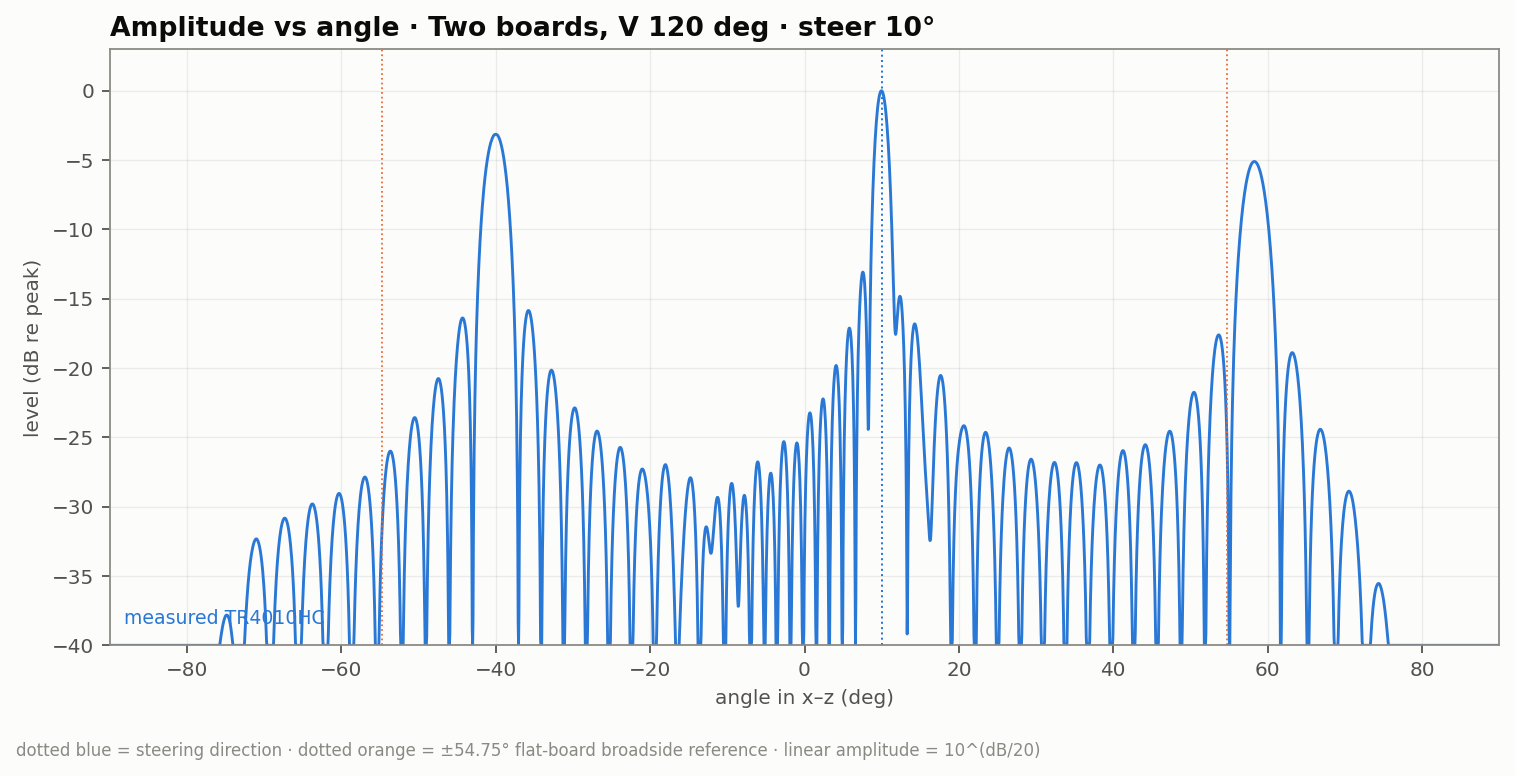 Amplitude vs angle · Two boards, V 120 deg · steer 10°
level (dB re peak)
0
−5
−10
−15
−20
−25
−30
−35
−40
measured TR4010HC
−80 −60 −40 −20 0 20 40 60 80
angle in x–z (deg)
dotted blue = steering direction · dotted orange = ±54.75° flat-board broadside reference · linear amplitude = 10^(dB/20)